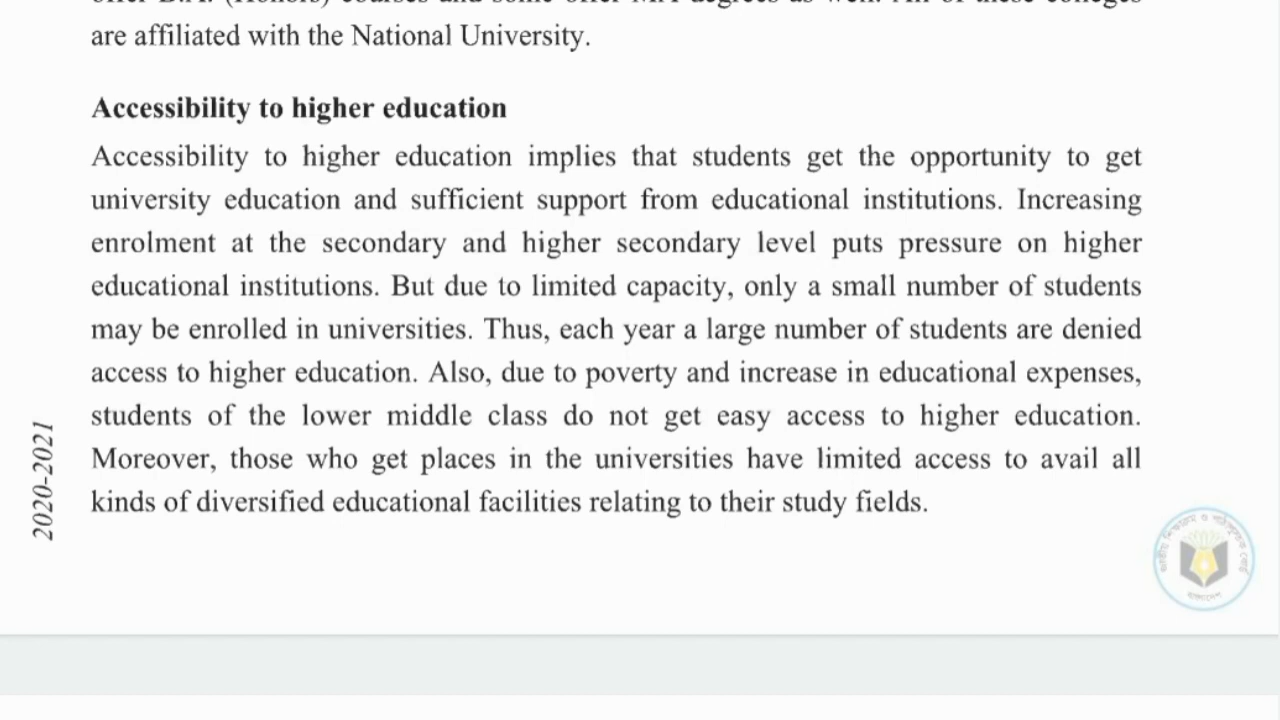 are affiliated with the National University.
Accessibility to higher education
Accessibility to higher education implies that students get the opportunity to get
university education and sufficient support from educational institutions. Increasing
enrolment at the secondary and higher secondary level puts pressure on higher
educational institutions. But due to limited capacity, only a small number of students
may be enrolled in universities. Thus, each year a large number of students are denied
access to higher education. Also, due to poverty and increase in educational expenses,
students of the lower middle class do not get easy access to higher education.
Moreover, those who get places in the universities have limited access to avail all
kinds of diversified educational facilities relating to their study fields.
2020-2021